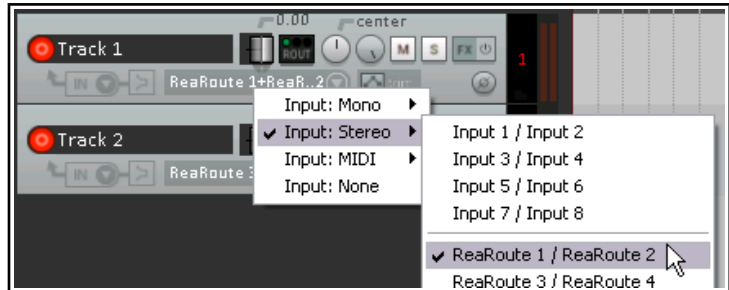 0.00 center
Track 1 ROUT M S FX 1
IN ReaRoute 1+ReaR..2
Input: Mono
Track 2 Input: Stereo Input 1 / Input 2
Input: MIDI Input 3 / Input 4
IN ReaRoute Input: None Input 5 / Input 6
Input 7 / Input 8
ReaRoute 1 / ReaRoute 2
ReaRoute 3 / ReaRoute 4